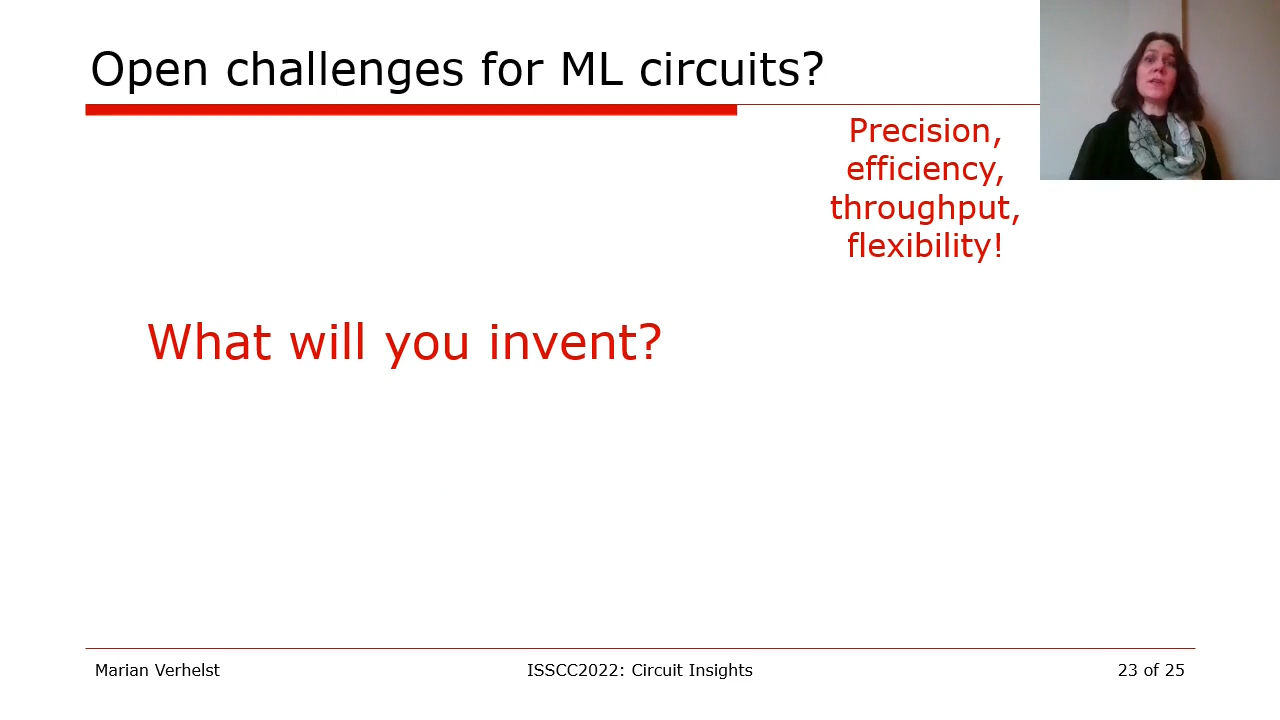 Open challenges for ML circuits?
Precision,
efficiency,
throughput,
flexibility!
What will you invent?
Marian Verhelst
ISSCC2022: Circuit Insights
23 of 25